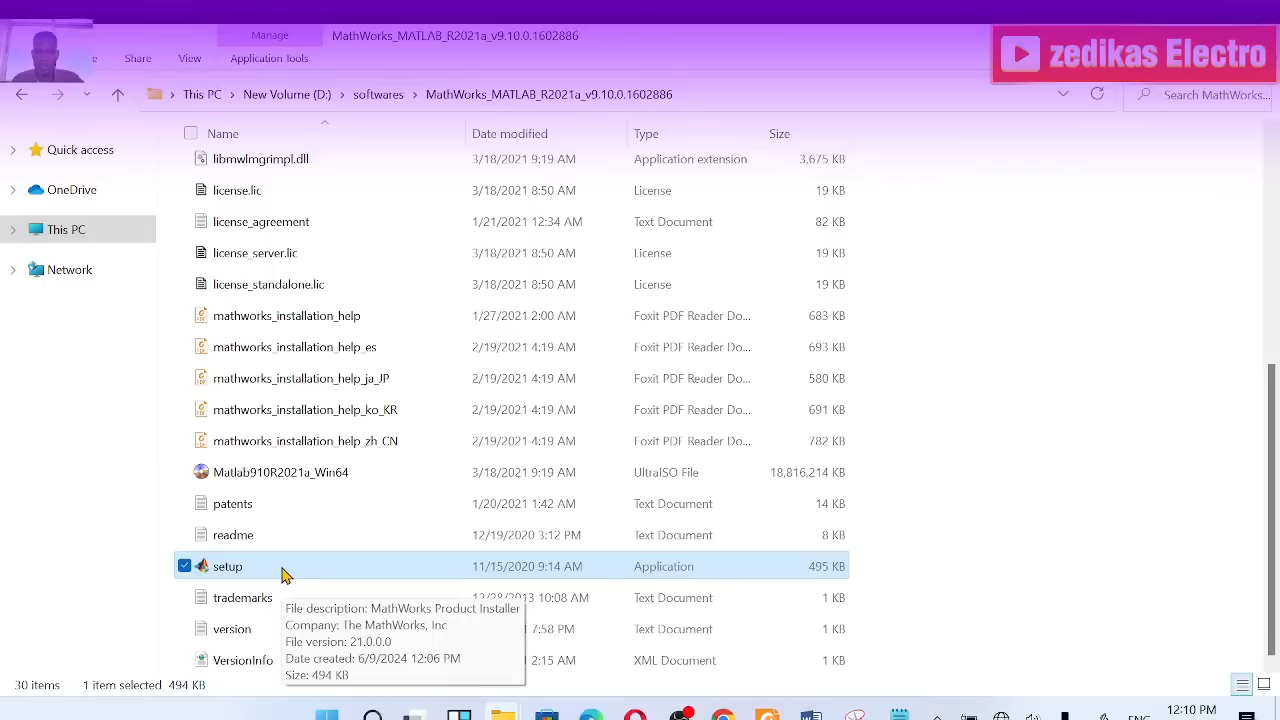 Manage
MathWorks_MATLAB_R2021a_v9.10.0.1602886
zedikas Electro
Share
View
Application Tools
This PC
New Volume (D:)
softwares
MathWorks_MATLAB_R2021a_v9.10.0.1602886
Search MathWorks...
Name
Date modified
Type
Size
Quick access
OneDrive
This PC
Network
libmwlmgrimpl.dll 3/18/2021 9:19 AM Application extension 3,675 KB
license.lic 3/18/2021 8:50 AM License 19 KB
license_agreement 1/21/2021 12:34 AM Text Document 82 KB
license_server.lic 3/18/2021 8:50 AM License 19 KB
license_standalone.lic 3/18/2021 8:50 AM License 19 KB
mathworks_installation_help 1/27/2021 2:00 AM Foxit PDF Reader Do... 683 KB
mathworks_installation_help_es 2/19/2021 4:19 AM Foxit PDF Reader Do... 693 KB
mathworks_installation_help_ja_JP 2/19/2021 4:19 AM Foxit PDF Reader Do... 580 KB
mathworks_installation_help_ko_KR 2/19/2021 4:19 AM Foxit PDF Reader Do... 691 KB
mathworks_installation_help_zh_CN 2/19/2021 4:19 AM Foxit PDF Reader Do... 782 KB
Matlab910R2021a_Win64 3/18/2021 9:19 AM UltraISO File 18,816,214 KB
patents 1/20/2021 1:42 AM Text Document 14 KB
readme 12/19/2020 3:12 PM Text Document 8 KB
setup 11/15/2020 9:14 AM Application 495 KB
trademarks 12/28/2013 10:08 AM Text Document 1 KB
version 7:58 PM Text Document 1 KB
VersionInfo 2:15 AM XML Document 1 KB
File description: MathWorks Product Installer
Company: The MathWorks, Inc
File version: 21.0.0.0
Date created: 6/9/2024 12:06 PM
Size: 494 KB
30 items
1 item selected 494 KB
12:10 PM